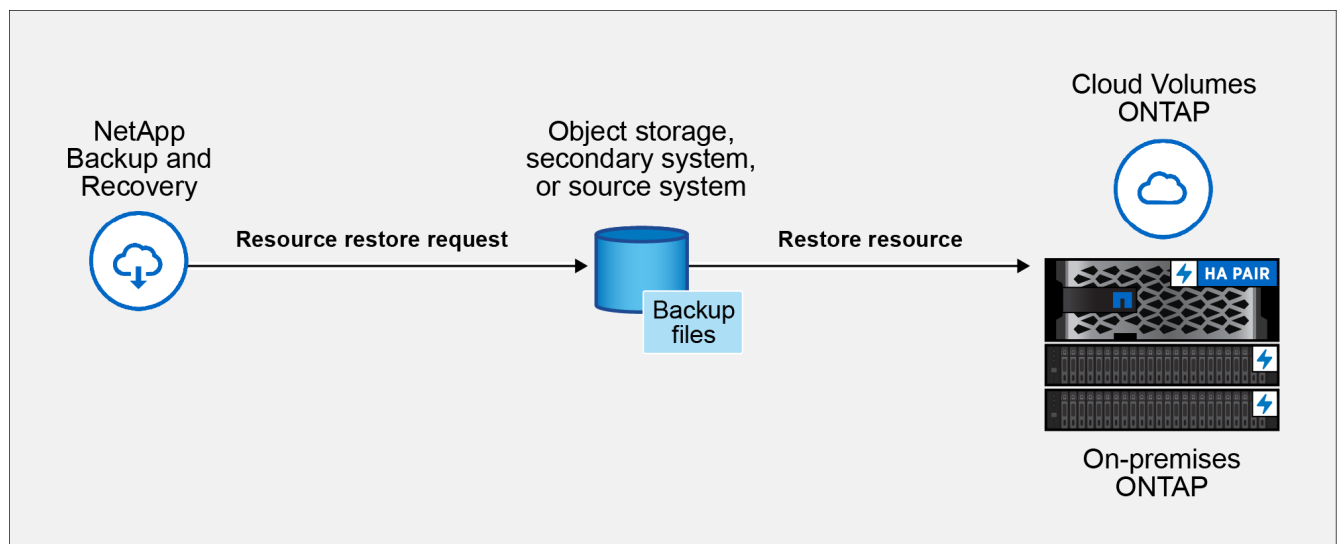 NetApp
Backup and
Recovery
Resource restore request
Object storage,
secondary system,
or source system
Backup
files
Restore resource
Cloud Volumes
ONTAP
HA PAIR
On-premises
ONTAP